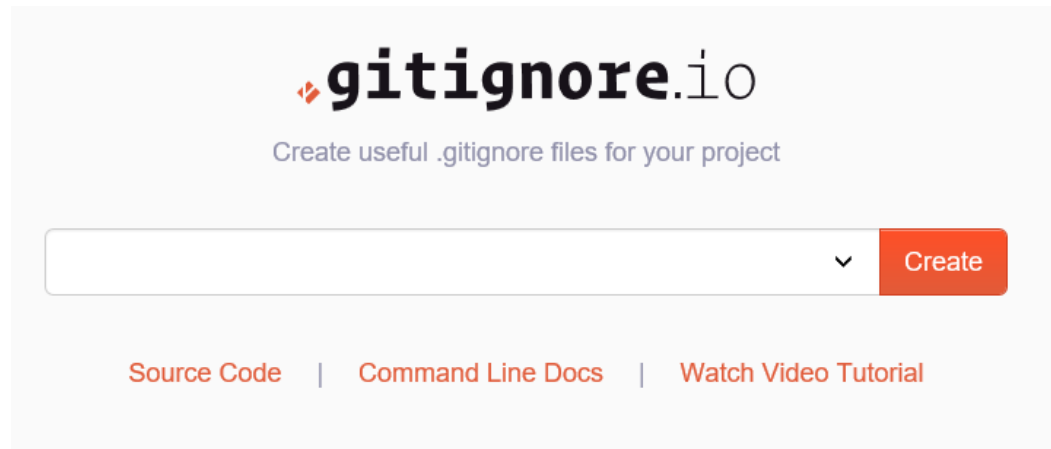 .gitignore.io
Create useful .gitignore files for your project
Create
Source Code | Command Line Docs | Watch Video Tutorial